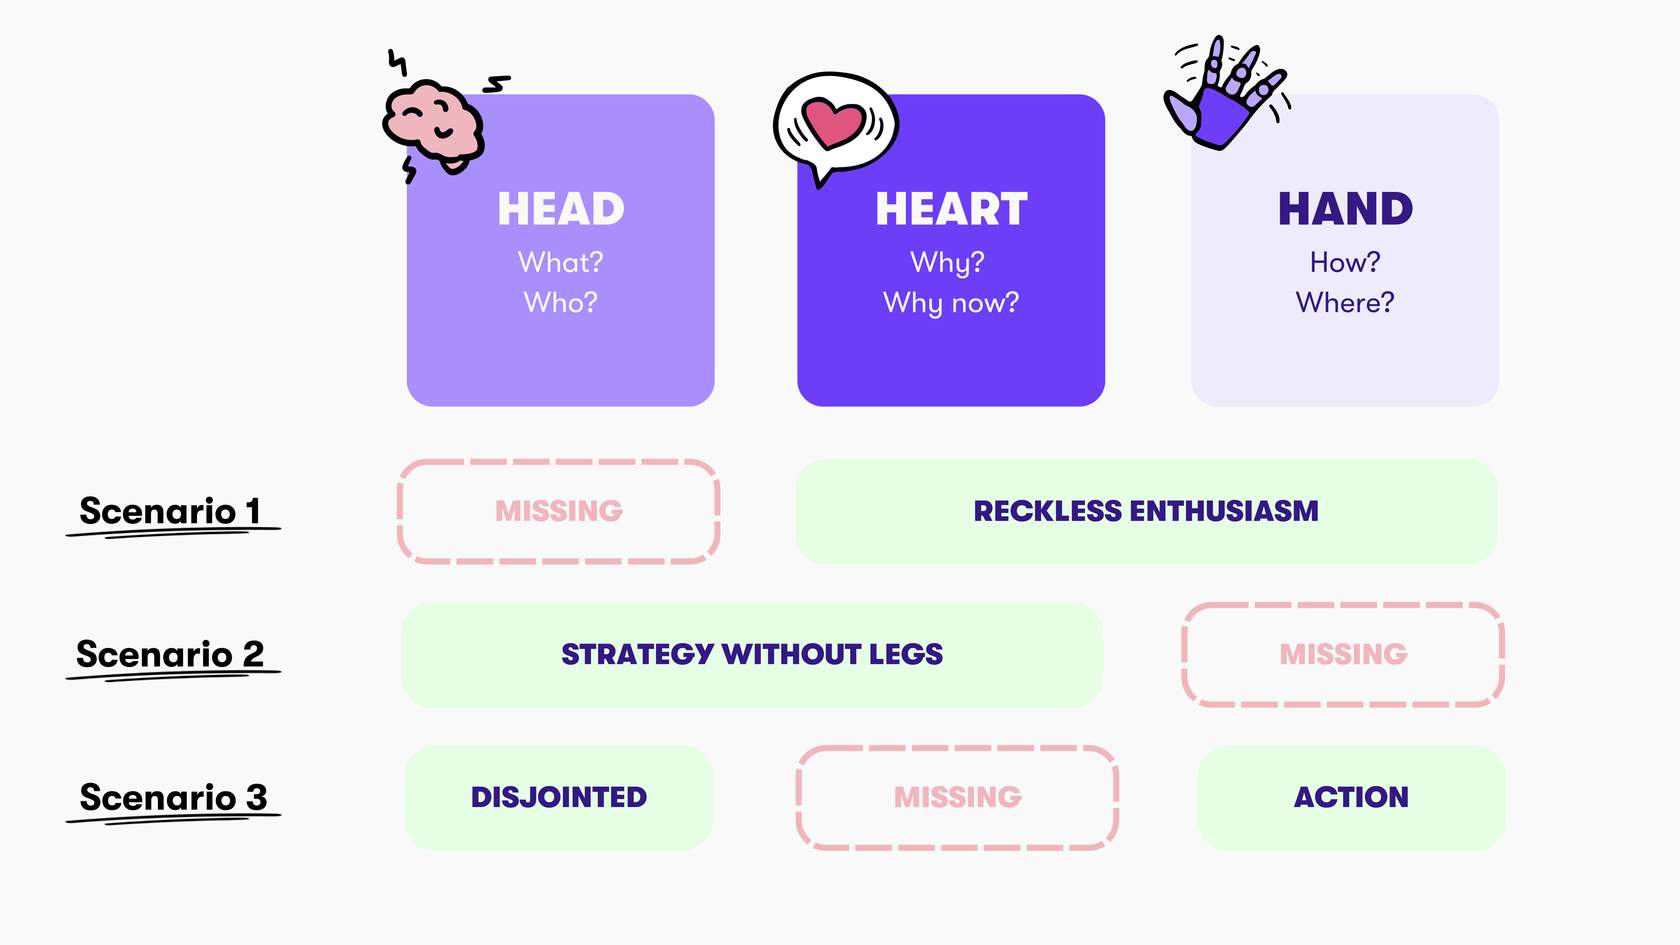 HEAD
What?
Who?
HEART
Why?
Why now?
HAND
How?
Where?
Scenario 1
MISSING
RECKLESS ENTHUSIASM
Scenario 2
STRATEGY WITHOUT LEGS
MISSING
Scenario 3
DISJOINTED
MISSING
ACTION